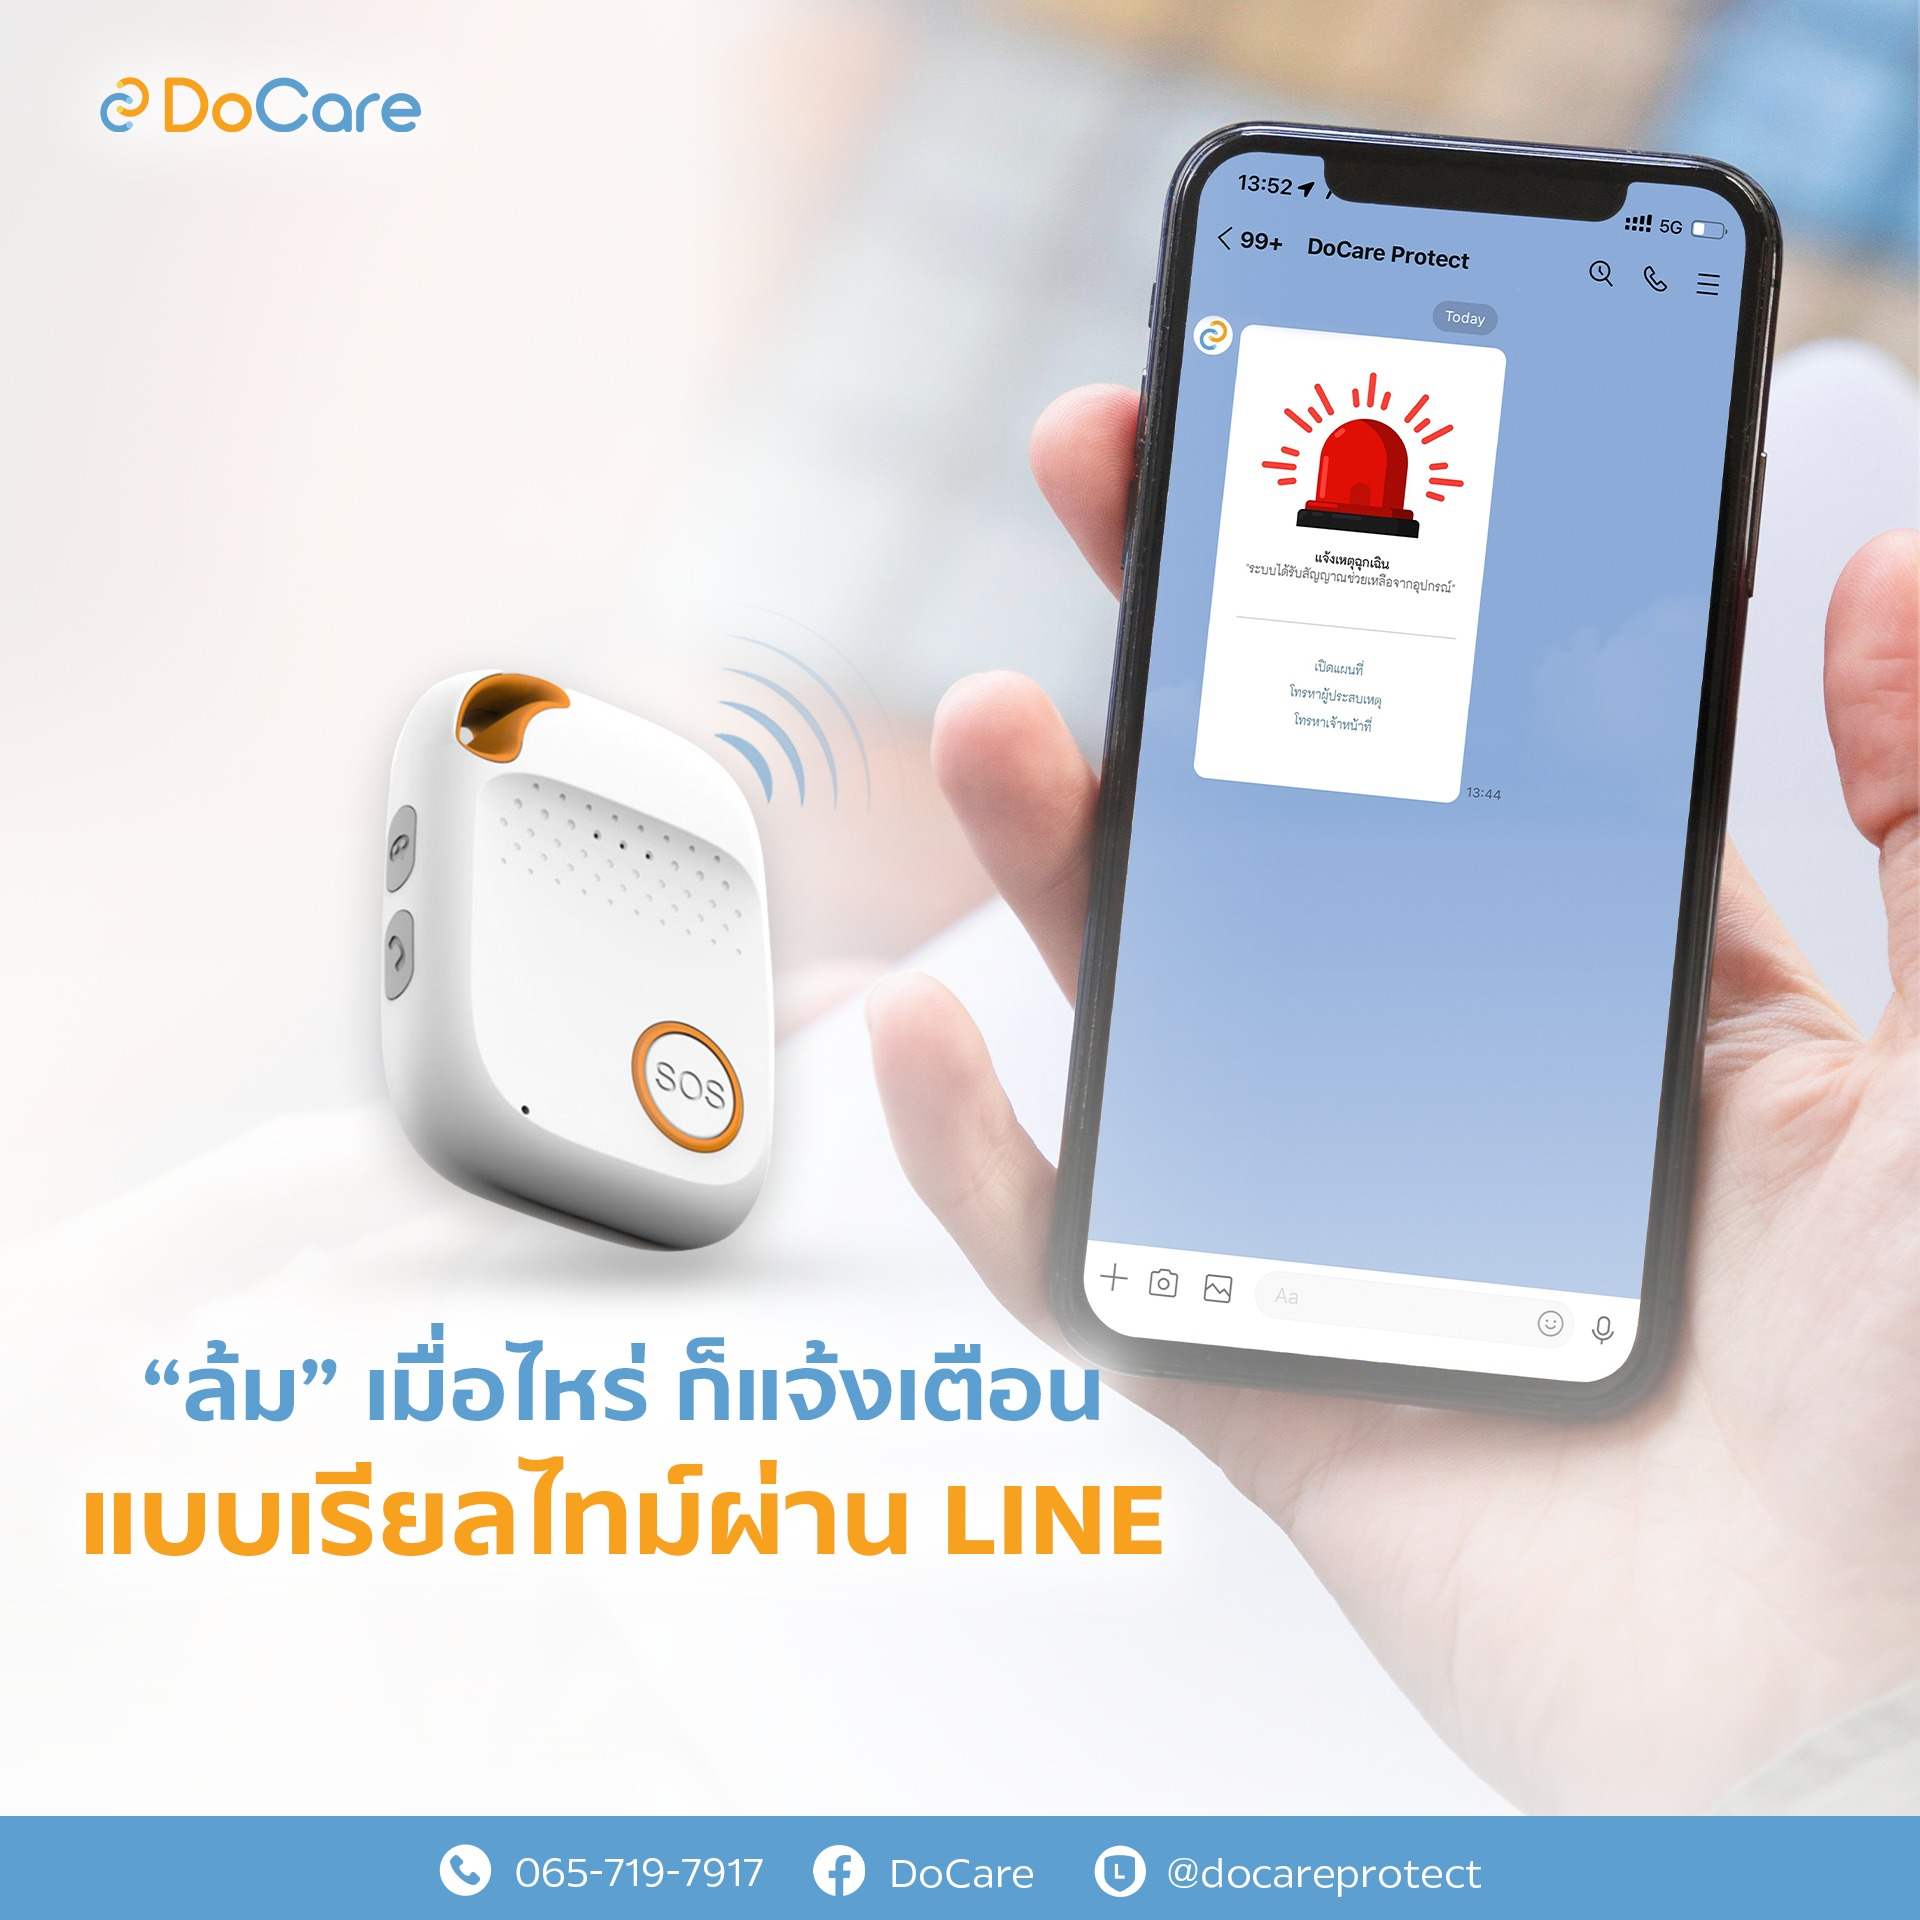 DoCare
13:52
5G
99+ DoCare Protect
Today
แจ้งเหตุฉุกเฉิน
"ระบบได้รับสัญญาณช่วยเหลือจากอุปกรณ์"
เปิดแผนที่
โทรหาผู้ประสบเหตุ
โทรหาเจ้าหน้าที่
13:44
SOS
Aa
“ล้ม” เมื่อไหร่ ก็แจ้งเตือน
แบบเรียลไทม์ผ่าน LINE
065-719-7917 DoCare L @docareprotect